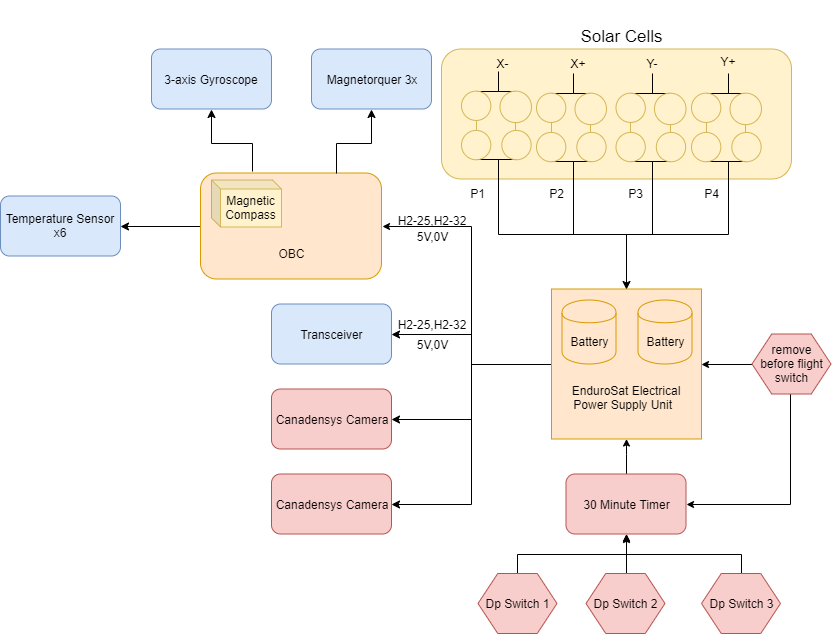 Solar Cells
X-
X+
Y-
Y+
3-axis Gyroscope
Magnetorquer 3x
P1
P2
P3
P4
Magnetic
Compass
Temperature Sensor
x6
H2-25,H2-32
5V,0V
OBC
H2-25,H2-32
5V,0V
Transceiver
Battery
Battery
remove
before flight
switch
EnduroSat Electrical
Power Supply Unit
Canadensys Camera
Canadensys Camera
30 Minute Timer
Dp Switch 1
Dp Switch 2
Dp Switch 3